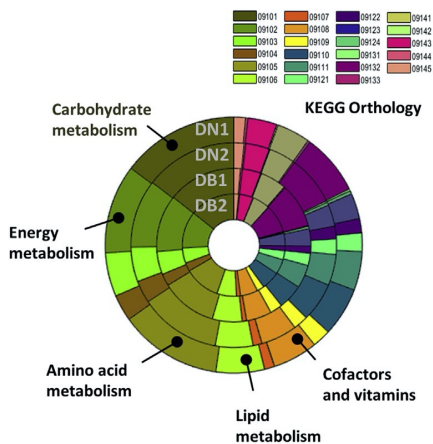 09101 09107 09122 09141
09102 09108 09123 09142
09103 09109 09124 09143
09104 09110 09131 09144
09105 09111 09132 09145
09106 09121 09133
KEGG Orthology
Carbohydrate
metabolism
DN1
DN2
DB1
DB2
Energy
metabolism
Amino acid
metabolism
Lipid
metabolism
Cofactors
and vitamins